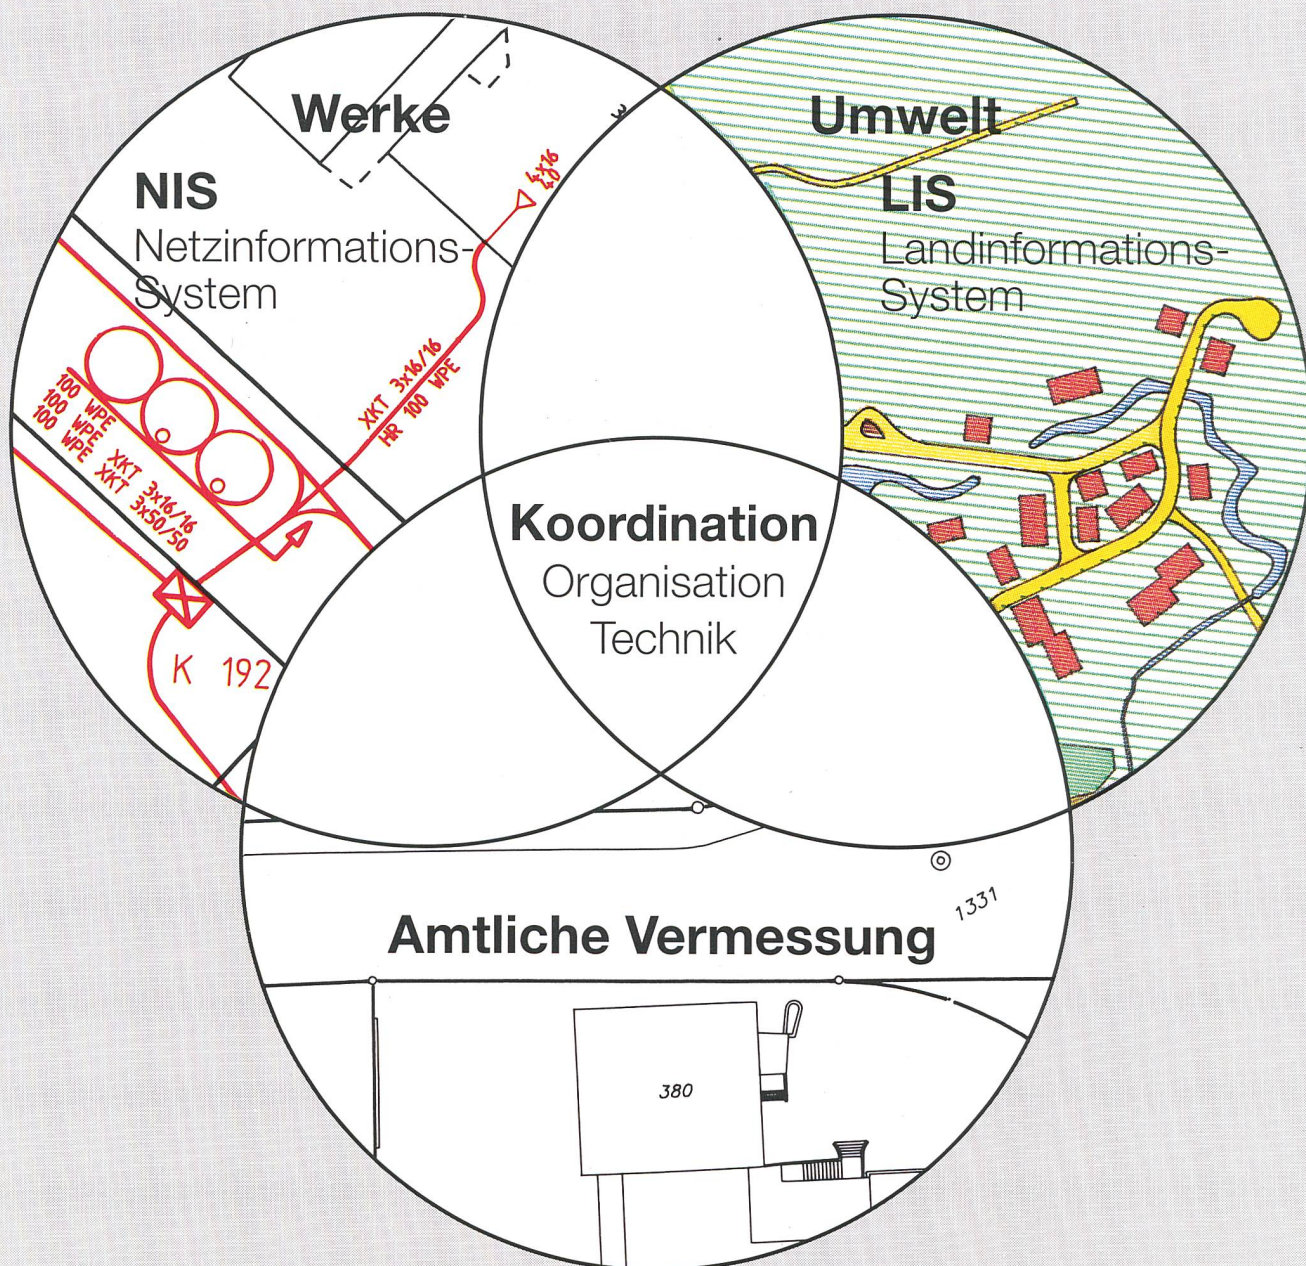 Werke
NIS
Netzinformations-
System
4x16
40
XKT 3x16/16
HR 100 WPE
100 WPE
100 WPE XKT 3x16/16
100 WPE XKT 3x50/50
K 192
Umwelt
LIS
Landinformations-
System
Koordination
Organisation
Technik
Amtliche Vermessung
1331
380